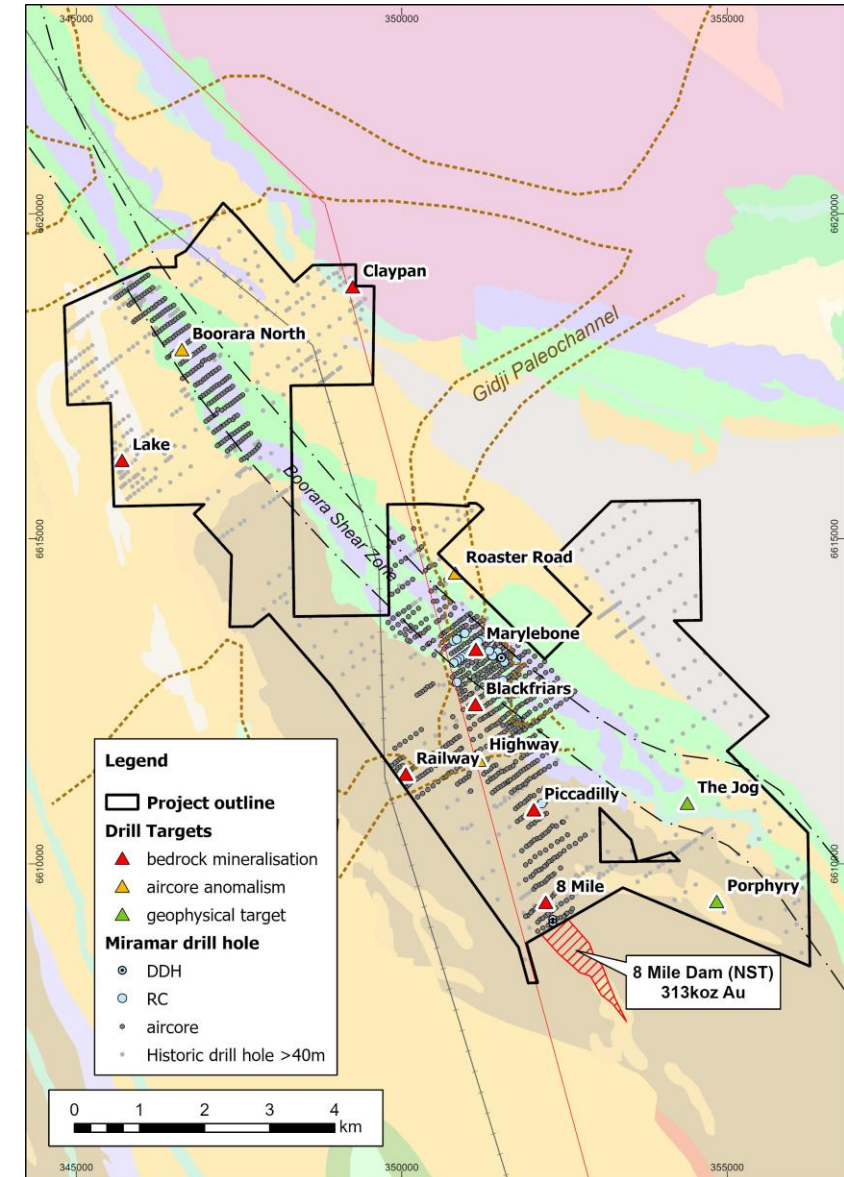 345000
350000
355000
6620000
6620000
Claypan
Boorara North
Gidji Paleochannel
Lake
Boorara Shear Zone
6615000
6615000
Roaster Road
Marylebone
Blackfriars
Highway
Railway
The Jog
Piccadilly
6610000
6610000
8 Mile
Porphyry
8 Mile Dam (NST)
313koz Au
Legend
Project outline
Drill Targets
bedrock mineralisation
aircore anomalism
geophysical target
Miramar drill hole
DDH
RC
aircore
Historic drill hole >40m
0 1 2 3 4
km
345000
350000
355000